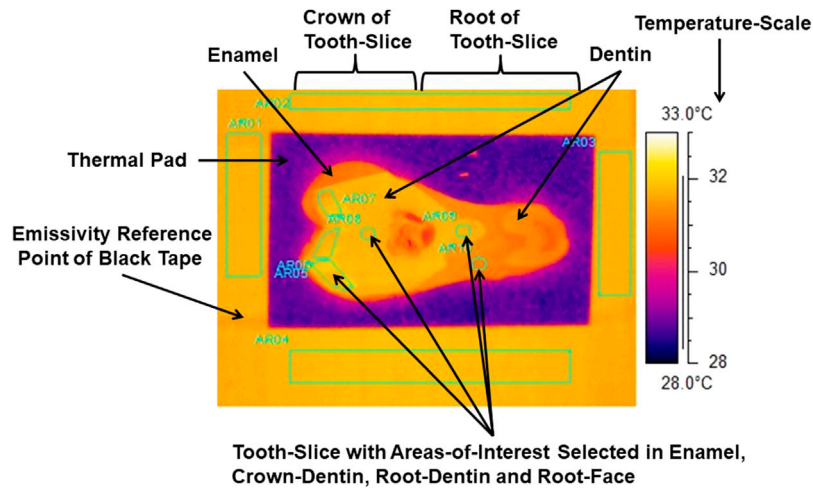 Crown of
Tooth-Slice
Root of
Tooth-Slice
Temperature-Scale
Enamel
Dentin
AR02
AR01
AR03
33.0°C
32
30
28
28.0°C
Thermal Pad
AR07
AR09
Emissivity Reference
Point of Black Tape
AR05
AR04
Tooth-Slice with Areas-of-Interest Selected in Enamel,
Crown-Dentin, Root-Dentin and Root-Face